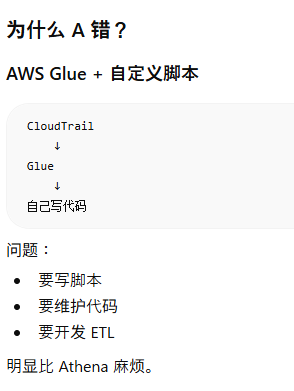 为什么 A 错？
AWS Glue + 自定义脚本
CloudTrail
↓
Glue
↓
自己写代码
问题：
• 要写脚本
• 要维护代码
• 要开发 ETL
明显比 Athena 麻烦。